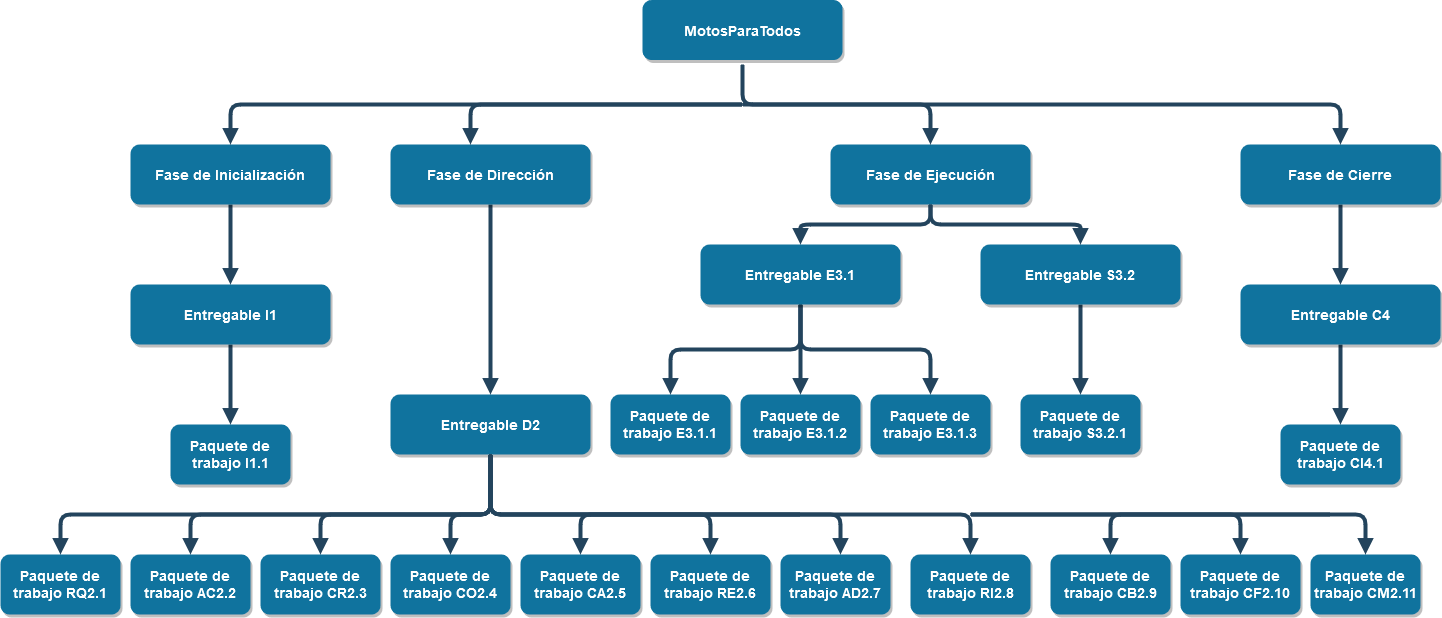 MotosParaTodos
Fase de Inicialización
Fase de Dirección
Fase de Ejecución
Fase de Cierre
Entregable E3.1
Entregable S3.2
Entregable I1
Entregable C4
Entregable D2
Paquete de
trabajo E3.1.1
Paquete de
trabajo E3.1.2
Paquete de
trabajo E3.1.3
Paquete de
trabajo S3.2.1
Paquete de
trabajo I1.1
Paquete de
trabajo CI4.1
Paquete de
trabajo RQ2.1
Paquete de
trabajo AC2.2
Paquete de
trabajo CR2.3
Paquete de
trabajo CO2.4
Paquete de
trabajo CA2.5
Paquete de
trabajo RE2.6
Paquete de
trabajo AD2.7
Paquete de
trabajo RI2.8
Paquete de
trabajo CB2.9
Paquete de
trabajo CF2.10
Paquete de
trabajo CM2.11